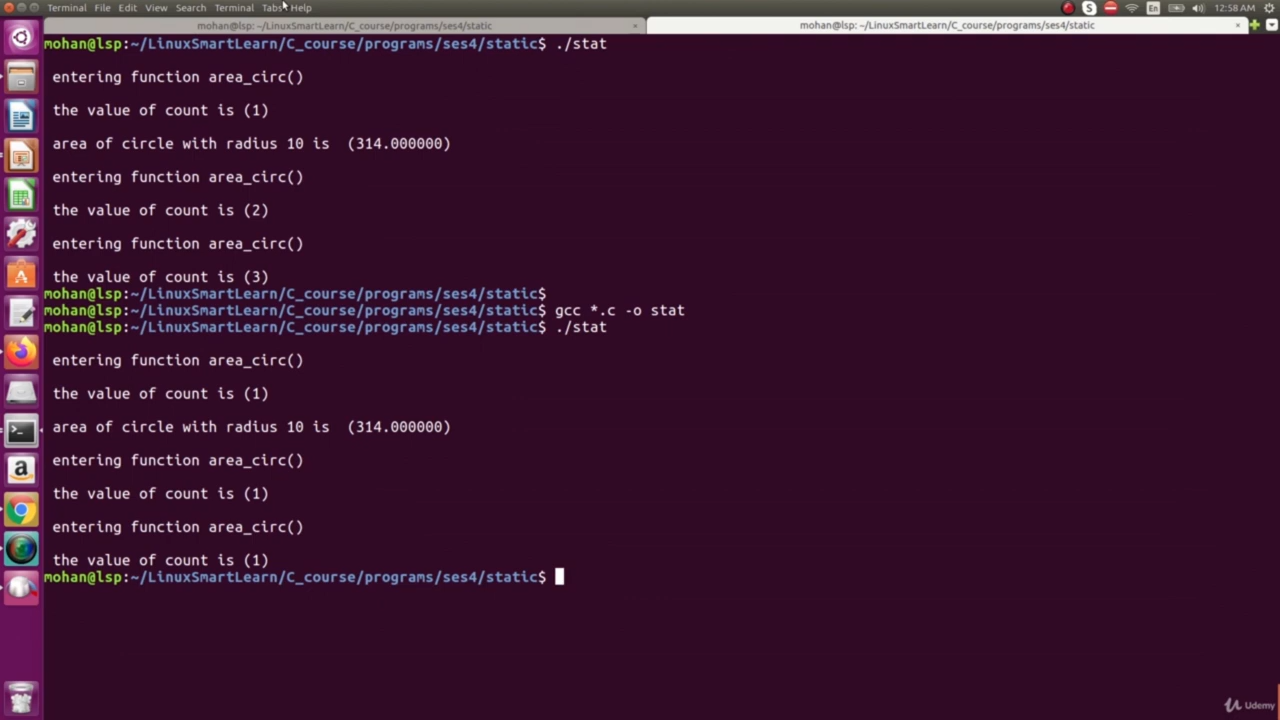 Terminal File Edit View Search Terminal Tabs Help
En
12:58 AM
mohan@lsp: ~/LinuxSmartLearn/C_course/programs/ses4/static
mohan@lsp: ~/LinuxSmartLearn/C_course/programs/ses4/static
mohan@lsp:~/LinuxSmartLearn/C_course/programs/ses4/static$ ./stat
entering function area_circ()
the value of count is (1)
area of circle with radius 10 is  (314.000000)
entering function area_circ()
the value of count is (2)
entering function area_circ()
the value of count is (3)
mohan@lsp:~/LinuxSmartLearn/C_course/programs/ses4/static$
mohan@lsp:~/LinuxSmartLearn/C_course/programs/ses4/static$ gcc *.c -o stat
mohan@lsp:~/LinuxSmartLearn/C_course/programs/ses4/static$ ./stat
entering function area_circ()
the value of count is (1)
area of circle with radius 10 is  (314.000000)
entering function area_circ()
the value of count is (1)
entering function area_circ()
the value of count is (1)
mohan@lsp:~/LinuxSmartLearn/C_course/programs/ses4/static$
Udemy